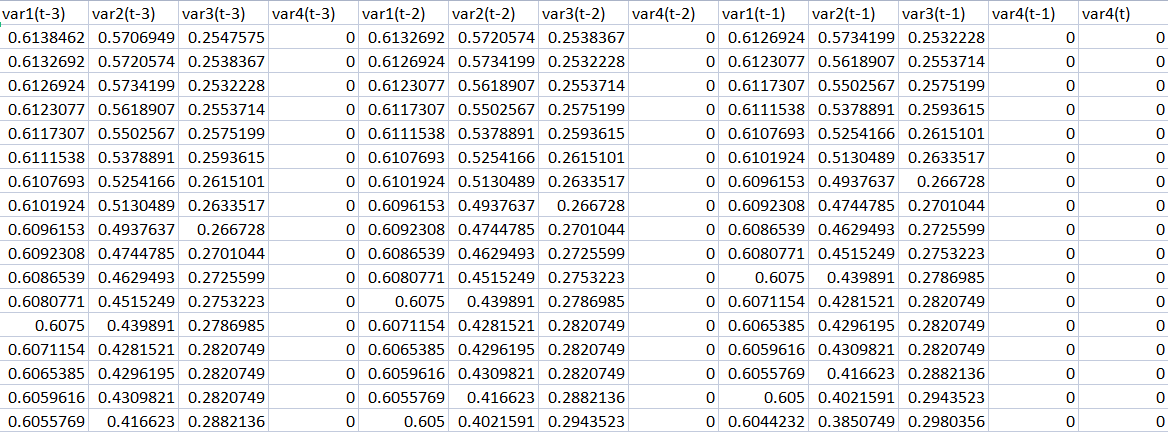 var1(t-3) var2(t-3) var3(t-3) var4(t-3) var1(t-2) var2(t-2) var3(t-2) var4(t-2) var1(t-1) var2(t-1) var3(t-1) var4(t-1) var4(t)
0.6138462 0.5706949 0.2547575 0 0.6132692 0.5720574 0.2538367 0 0.6126924 0.5734199 0.2532228 0 0
0.6132692 0.5720574 0.2538367 0 0.6126924 0.5734199 0.2532228 0 0.6123077 0.5618907 0.2553714 0 0
0.6126924 0.5734199 0.2532228 0 0.6123077 0.5618907 0.2553714 0 0.6117307 0.5502567 0.2575199 0 0
0.6123077 0.5618907 0.2553714 0 0.6117307 0.5502567 0.2575199 0 0.6111538 0.5378891 0.2593615 0 0
0.6117307 0.5502567 0.2575199 0 0.6111538 0.5378891 0.2593615 0 0.6107693 0.5254166 0.2615101 0 0
0.6111538 0.5378891 0.2593615 0 0.6107693 0.5254166 0.2615101 0 0.6101924 0.5130489 0.2633517 0 0
0.6107693 0.5254166 0.2615101 0 0.6101924 0.5130489 0.2633517 0 0.6096153 0.4937637 0.266728 0 0
0.6101924 0.5130489 0.2633517 0 0.6096153 0.4937637 0.266728 0 0.6092308 0.4744785 0.2701044 0 0
0.6096153 0.4937637 0.266728 0 0.6092308 0.4744785 0.2701044 0 0.6086539 0.4629493 0.2725599 0 0
0.6092308 0.4744785 0.2701044 0 0.6086539 0.4629493 0.2725599 0 0.6080771 0.4515249 0.2753223 0 0
0.6086539 0.4629493 0.2725599 0 0.6080771 0.4515249 0.2753223 0 0.6075 0.439891 0.2786985 0 0
0.6080771 0.4515249 0.2753223 0 0.6075 0.439891 0.2786985 0 0.6071154 0.4281521 0.2820749 0 0
0.6075 0.439891 0.2786985 0 0.6071154 0.4281521 0.2820749 0 0.6065385 0.4296195 0.2820749 0 0
0.6071154 0.4281521 0.2820749 0 0.6065385 0.4296195 0.2820749 0 0.6059616 0.4309821 0.2820749 0 0
0.6065385 0.4296195 0.2820749 0 0.6059616 0.4309821 0.2820749 0 0.6055769 0.416623 0.2882136 0 0
0.6059616 0.4309821 0.2820749 0 0.6055769 0.416623 0.2882136 0 0.605 0.4021591 0.2943523 0 0
0.6055769 0.416623 0.2882136 0 0.605 0.4021591 0.2943523 0 0.6044232 0.3850749 0.2980356 0 0